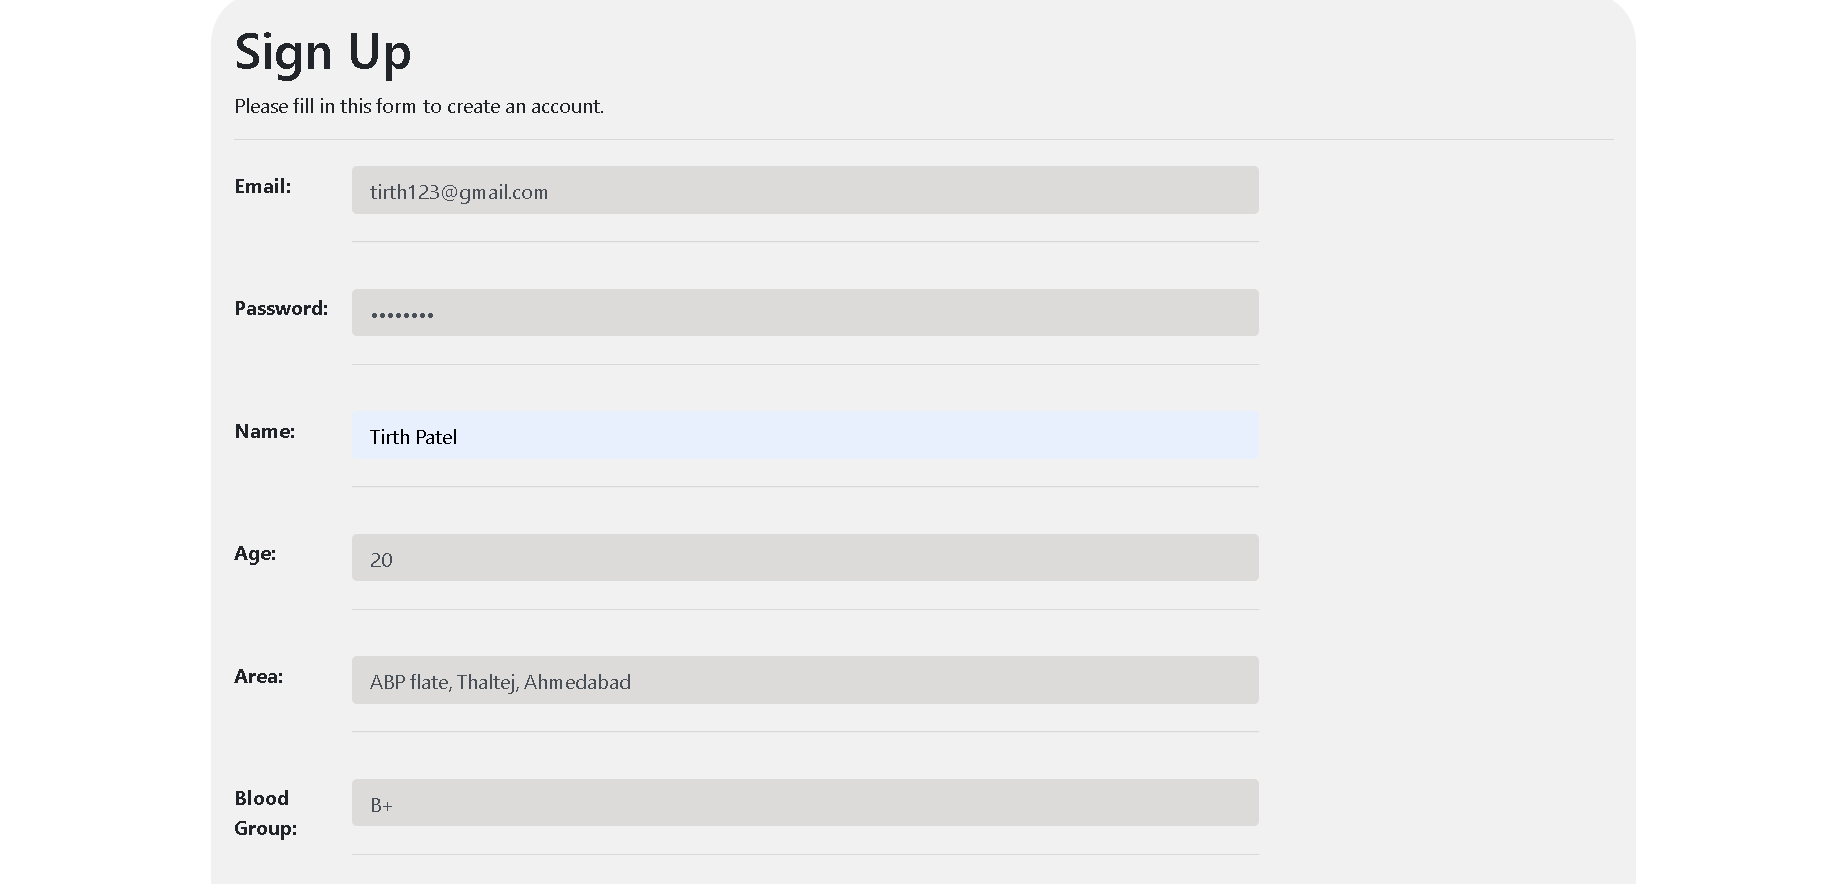 Sign Up
Please fill in this form to create an account.
Email: tirth123@gmail.com
Password: ••••••••
Name: Tirth Patel
Age: 20
Area: ABP flate, Thaltej, Ahmedabad
Blood Group: B+